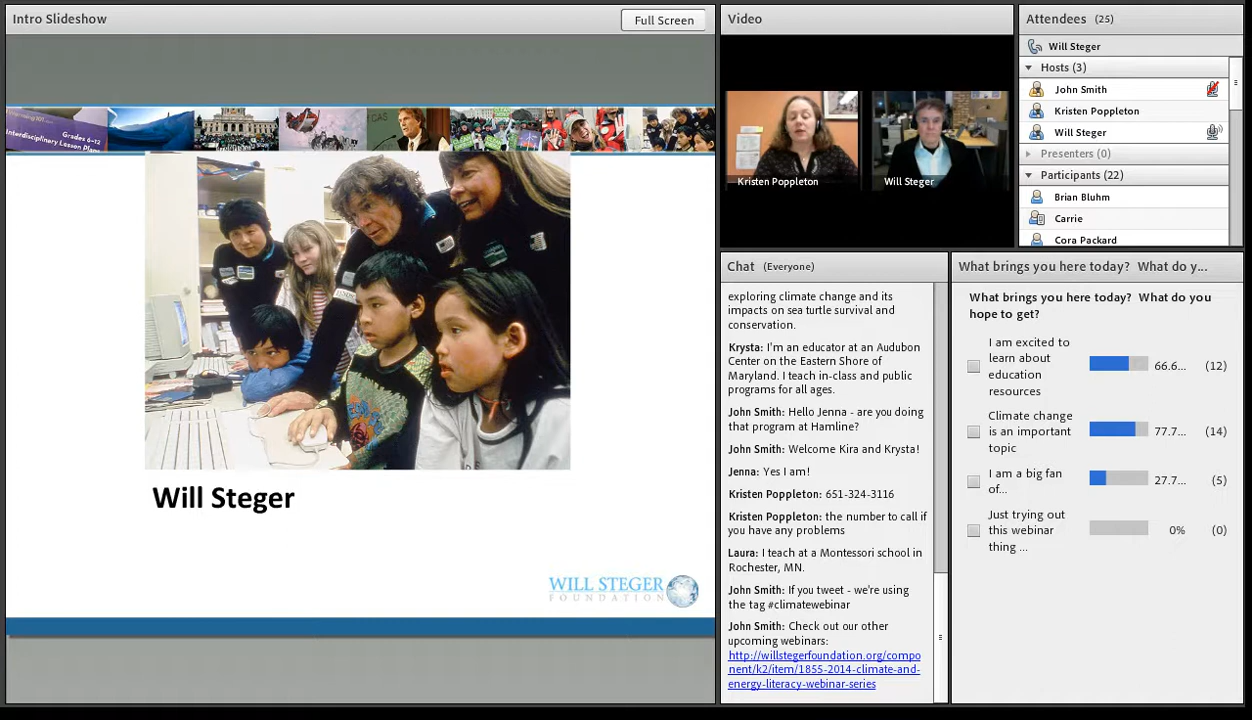 Intro Slideshow
Full Screen
Grades 6-12
Interdisciplinary Lesson Plans
Will Steger
WILL STEGER
FOUNDATION
Video
Kristen Poppleton
Will Steger
Attendees (25)
Will Steger
Hosts (3)
John Smith
Kristen Poppleton
Will Steger
Presenters (0)
Participants (22)
Brian Bluhm
Carrie
Cora Packard
Chat (Everyone)
exploring climate change and its
impacts on sea turtle survival and
conservation.
Krysta: I'm an educator at an Audubon
Center on the Eastern Shore of
Maryland. I teach in-class and public
programs for all ages.
John Smith: Hello Jenna - are you doing
that program at Hamline?
John Smith: Welcome Kira and Krysta!
Jenna: Yes I am!
Kristen Poppleton: 651-324-3116
Kristen Poppleton: the number to call if
you have any problems
Laura: I teach at a Montessori school in
Rochester, MN.
John Smith: If you tweet - we're using
the tag #climatewebinar
John Smith: Check out our other
upcoming webinars:
http://willstegerfoundation.org/compo
nent/k2/item/1855-2014-climate-and-
energy-literacy-webinar-series
What brings you here today? What do y...
What brings you here today? What do you
hope to get?
I am excited to
learn about
education
resources
66.6... (12)
Climate change
is an important
topic
77.7... (14)
I am a big fan
of...
27.7... (5)
Just trying out
this webinar
thing ...
0% (0)